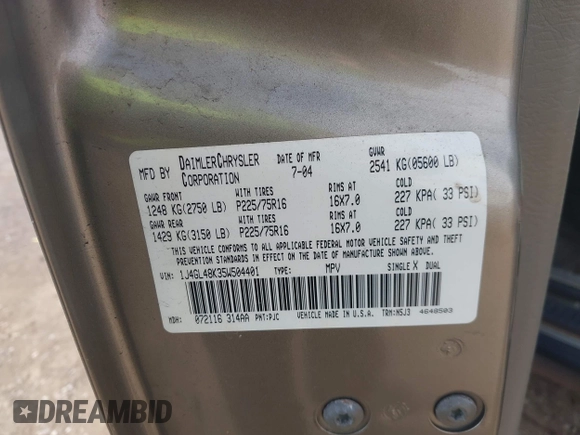 MFD BY DAIMLERCHRYSLER CORPORATION
DATE OF MFR 7-04
GVWR 2541 KG(05600 LB)
GAWR FRONT WITH TIRES RIMS AT COLD
1248 KG(2750 LB) P225/75R16 16X7.0 227 KPA( 33 PSI)
GAWR REAR WITH TIRES RIMS AT COLD
1429 KG(3150 LB) P225/75R16 16X7.0 227 KPA( 33 PSI)
THIS VEHICLE CONFORMS TO ALL APPLICABLE FEDERAL MOTOR VEHICLE SAFETY AND THEFT
PREVENTION STANDARDS IN EFFECT ON THE DATE OF MANUFACTURE SHOWN ABOVE.
VIN: 1J4GL48K35W504401 TYPE: MPV SINGLE X DUAL
MDH: 072116 314AA PNT:PJC VEHICLE MADE IN U.S.A. TRM:N5J3 4648503
DREAMBID